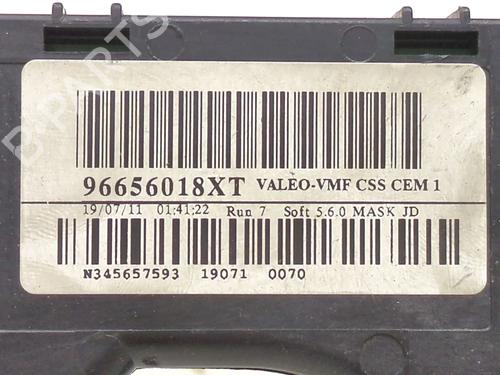 96656018XT VALEO-VMF CSS CEM 1
19/07/11 01:41:22 Run 7 Soft 5.6.0 MASK JD
N345657593 19071 0070
B-PARTS